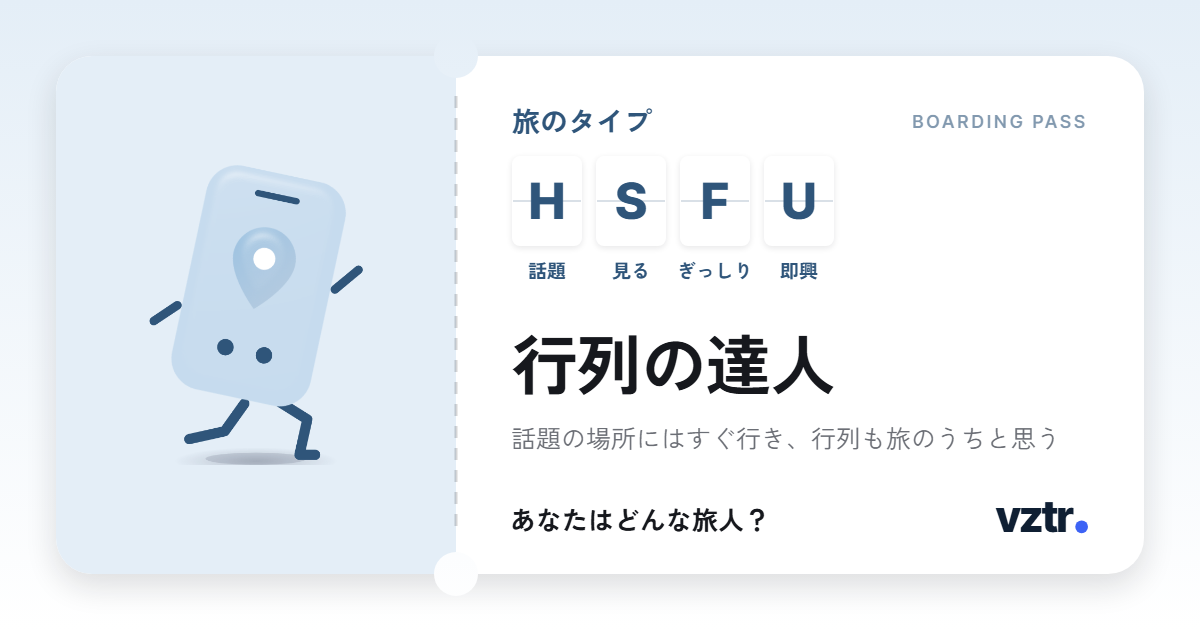 旅のタイプ
BOARDING PASS
H S F U
話題 見る ぎっしり 即興
行列の達人
話題の場所にはすぐ行き、行列も旅のうちと思う
あなたはどんな旅人？
vztr.